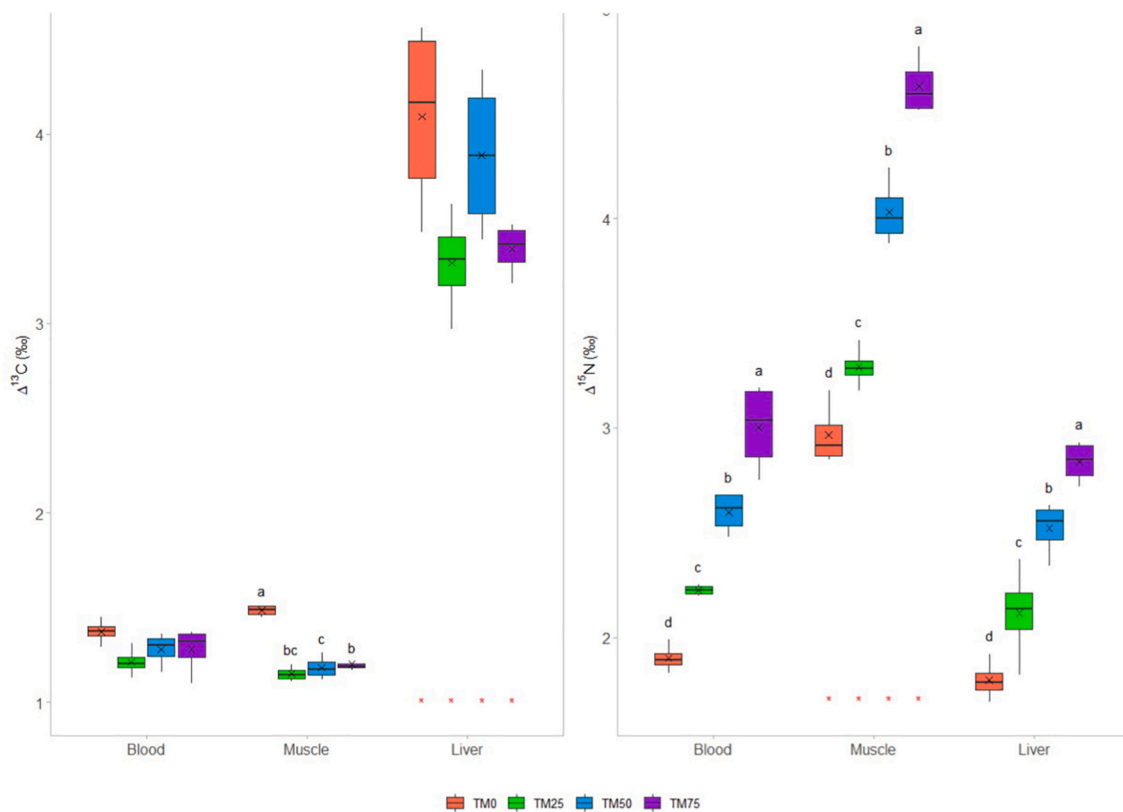 Δ¹³C (‰)
4
3
2
1
a
bc
c
b
Blood Muscle Liver
* * * *
Δ¹⁵N (‰)
4
3
2
d
c
b
a
d
c
b
a
d
c
b
a
* * * *
Blood Muscle Liver
TM0 TM25 TM50 TM75